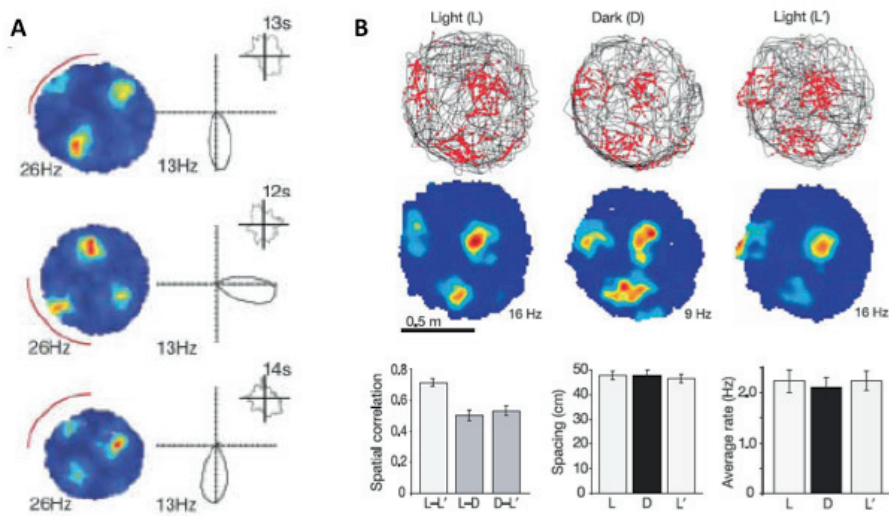 A
13s
26Hz
13Hz
12s
26Hz
13Hz
14s
26Hz
13Hz
B
Light (L)
Dark (D)
Light (L′)
0.5 m
16 Hz
9 Hz
16 Hz
Spatial correlation
0.8
0.6
0.4
0.2
0
L–L′
L–D
D–L′
Spacing (cm)
50
40
30
20
10
0
L
D
L′
Average rate (Hz)
2.0
1.0
0
L
D
L′